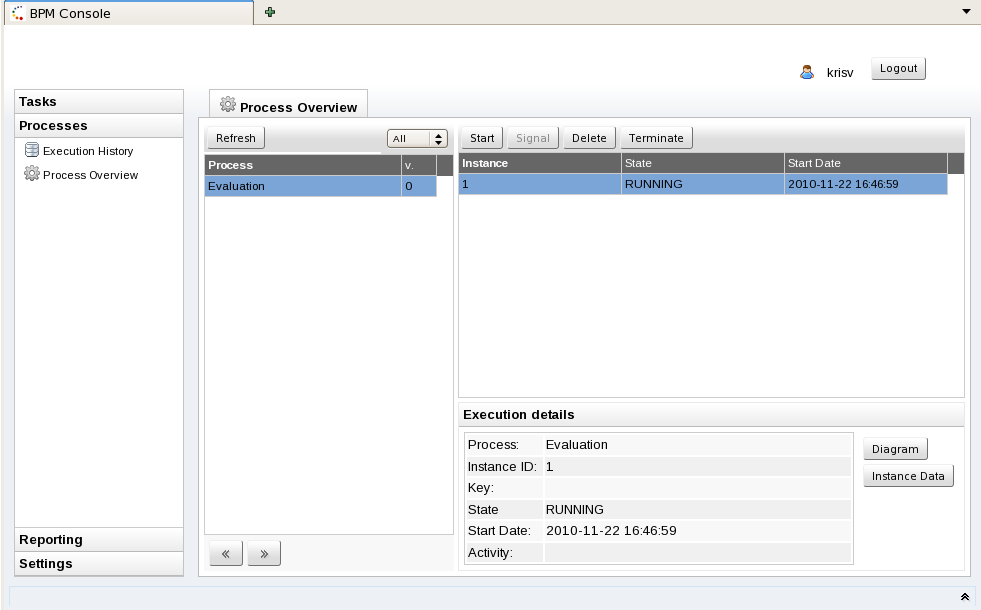 BPM Console
krisv
Logout
Tasks
Processes
Execution History
Process Overview
Reporting
Settings
Process Overview
Refresh
All
Process v.
Evaluation 0
«
»
Start Signal Delete Terminate
Instance State Start Date
1 RUNNING 2010-11-22 16:46:59
Execution details
Process: Evaluation
Instance ID: 1
Key:
State RUNNING
Start Date: 2010-11-22 16:46:59
Activity:
Diagram
Instance Data